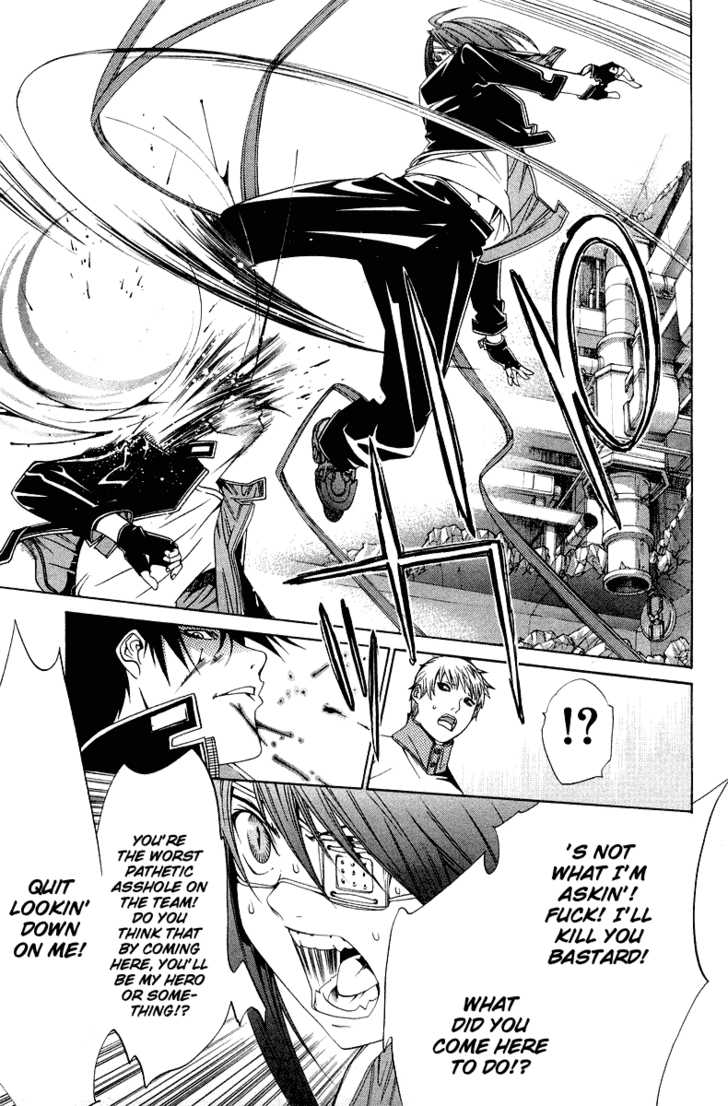 !?
'S NOT
WHAT I'M
ASKIN'!
FUCK! I'LL
KILL YOU
BASTARD!
WHAT
DID YOU
COME HERE
TO DO!?
YOU'RE
THE WORST
PATHETIC
ASSHOLE ON
THE TEAM!
DO YOU
THINK THAT
BY COMING
HERE, YOU'LL
BE MY HERO
OR SOME-
THING!?
QUIT
LOOKIN'
DOWN
ON ME!